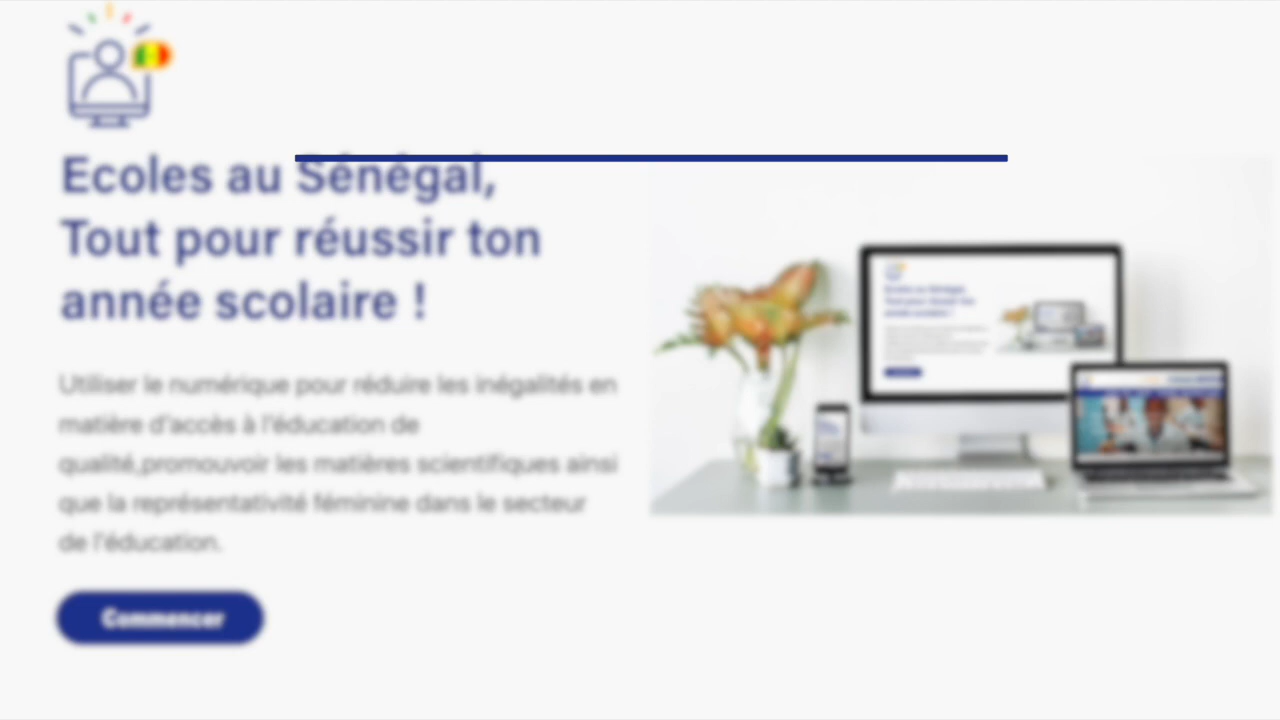 Ecoles au Sénégal,
Tout pour réussir ton
année scolaire !
Utiliser le numérique pour réduire les inégalités en
matière d'accès à l'éducation de
qualité,promouvoir les matières scientifiques ainsi
que la représentativité féminine dans le secteur
de l'éducation.
Commencer